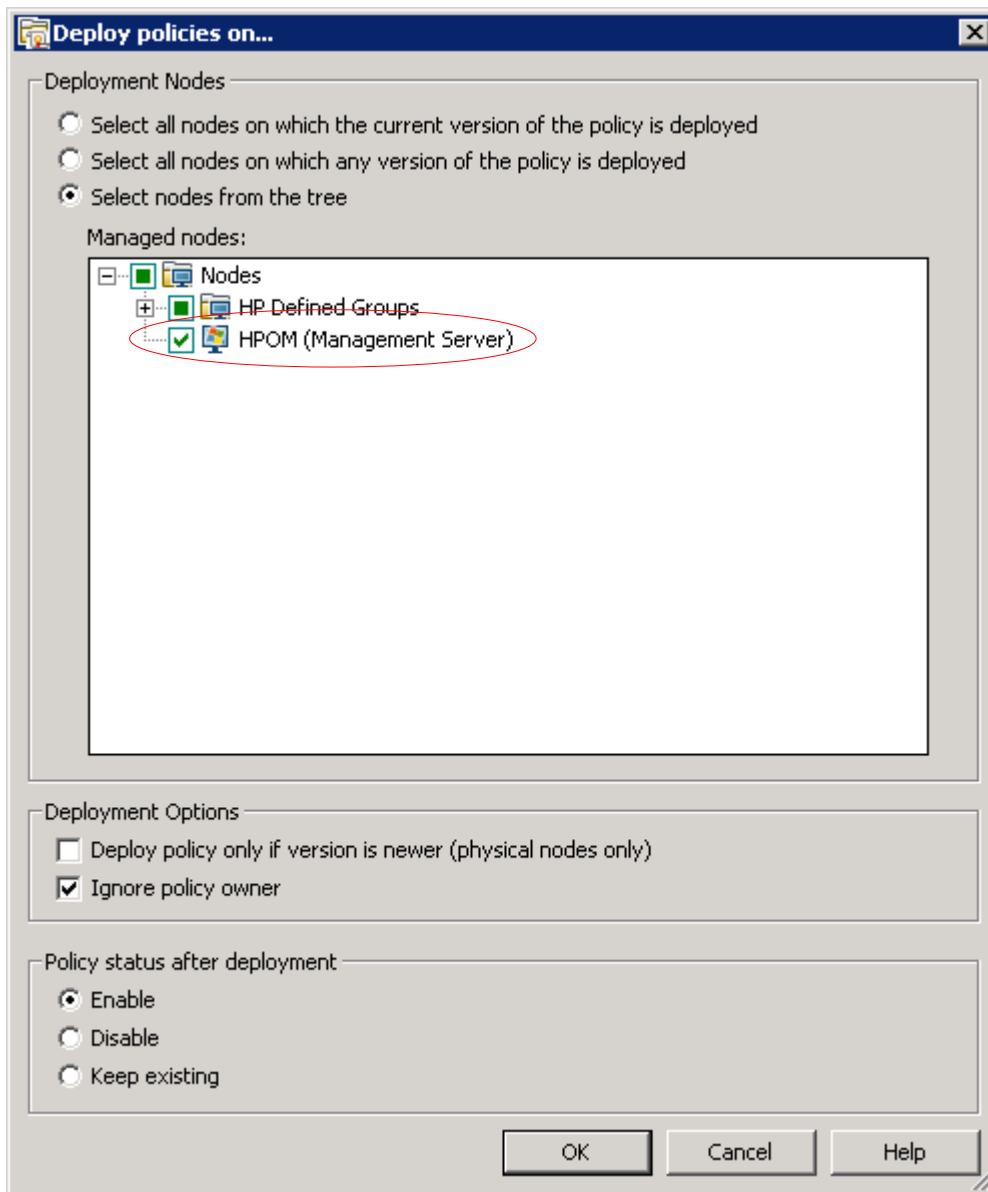 Deploy policies on...
Deployment Nodes
Select all nodes on which the current version of the policy is deployed
Select all nodes on which any version of the policy is deployed
Select nodes from the tree
Managed nodes:
Nodes
HP Defined Groups
HPOM (Management Server)
Deployment Options
Deploy policy only if version is newer (physical nodes only)
Ignore policy owner
Policy status after deployment
Enable
Disable
Keep existing
OK Cancel Help